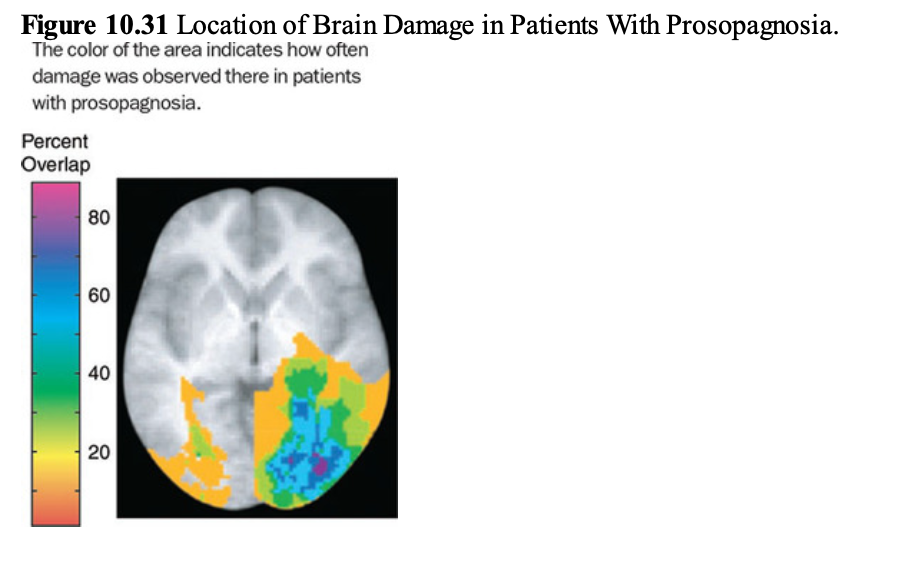 Figure 10.31 Location of Brain Damage in Patients With Prosopagnosia.
The color of the area indicates how often
damage was observed there in patients
with prosopagnosia.
Percent
Overlap
80
60
40
20